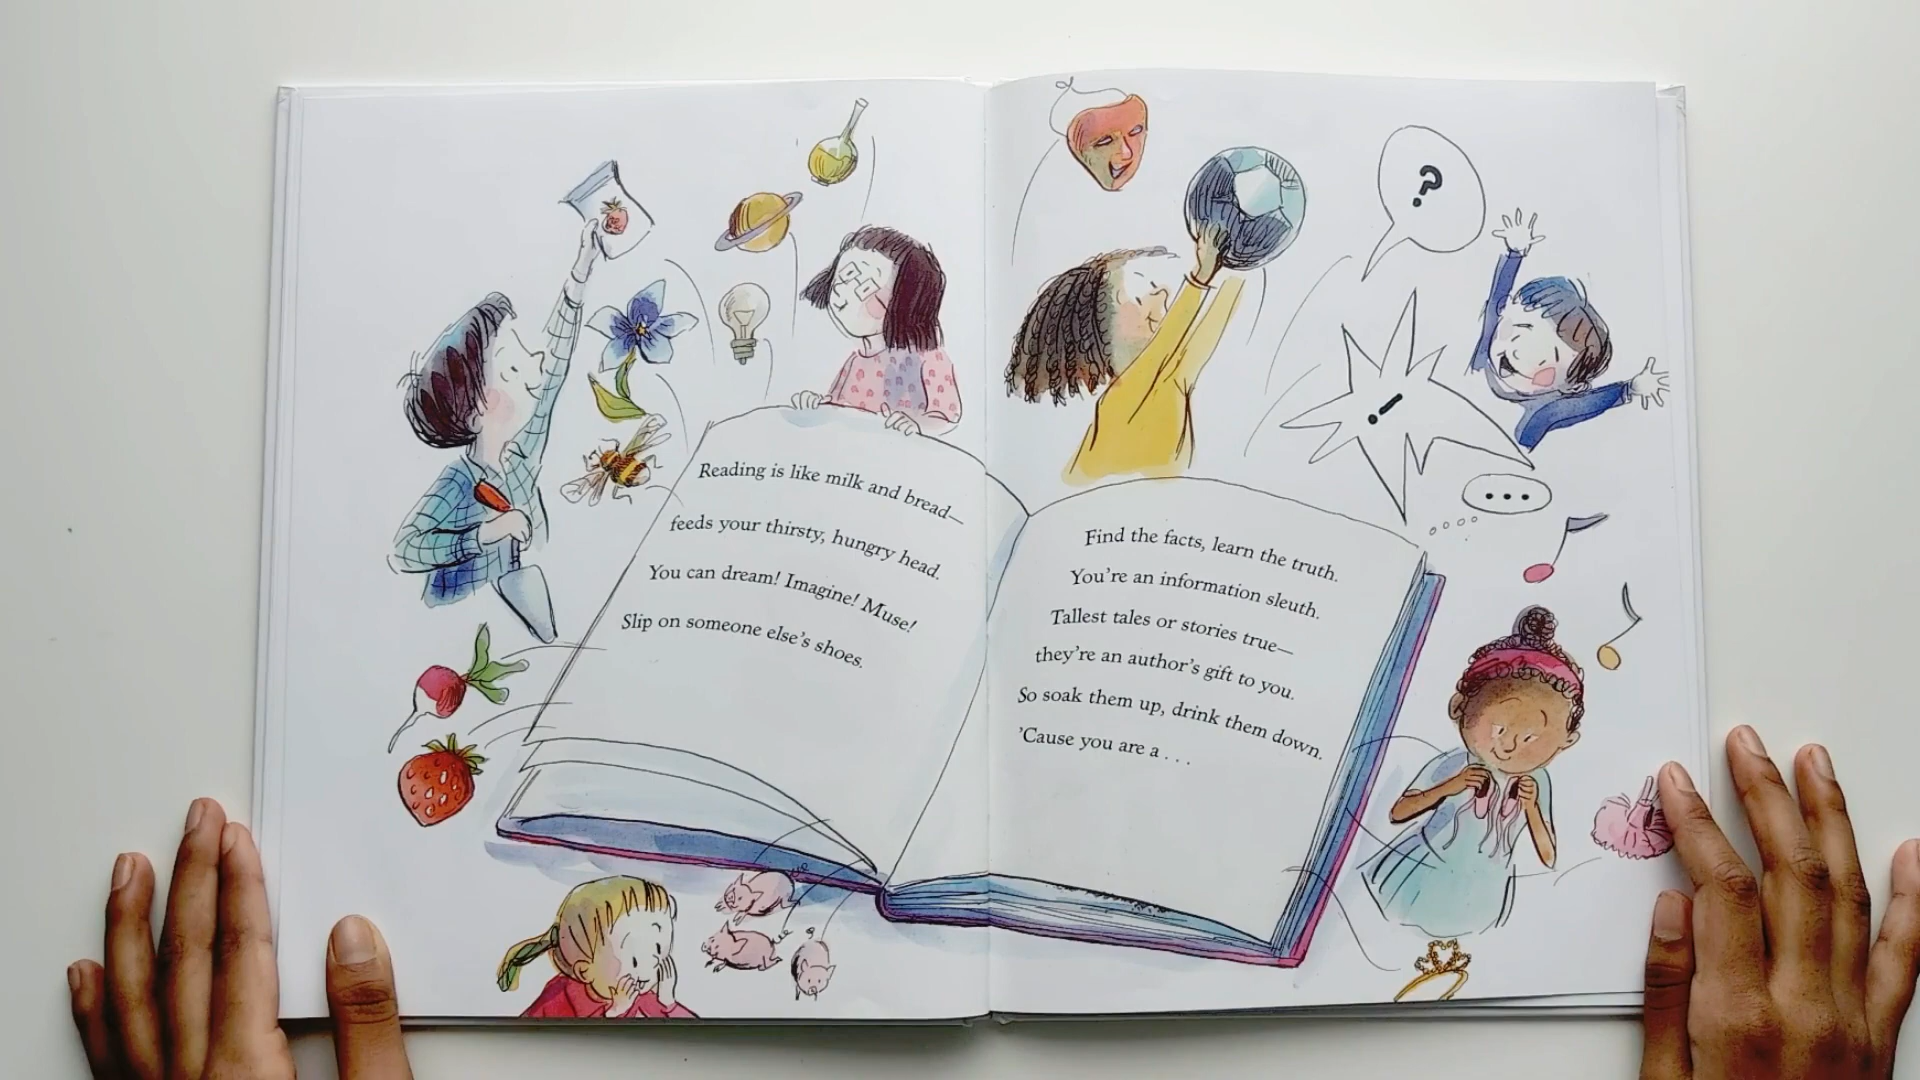 Reading is like milk and bread—
feeds your thirsty, hungry head.
You can dream! Imagine! Muse!
Slip on someone else's shoes.
?
!
...
Find the facts, learn the truth.
You're an information sleuth.
Tallest tales or stories true—
they're an author's gift to you.
So soak them up, drink them down.
'Cause you are a . . .